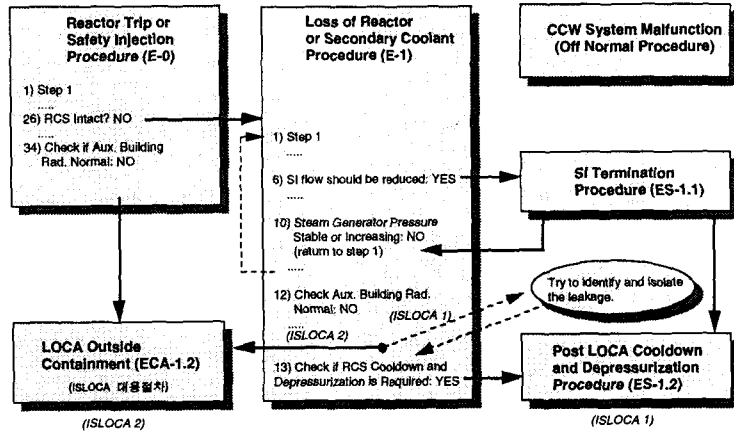 Reactor Trip or
Safety Injection
Procedure (E-0)
1) Step 1
.....
26) RCS Intact? NO
.....
34) Check if Aux. Building
Rad. Normal: NO
Loss of Reactor
or Secondary Coolant
Procedure (E-1)
1) Step 1
.....
6) SI flow should be reduced: YES
.....
10) Steam Generator Pressure
Stable or Increasing: NO
(return to step 1)
.....
12) Check Aux. Building Rad.
Normal: NO
.....
(ISLOCA 1)
(ISLOCA 2)
13) Check if RCS Cooldown and
Depressurization is Required: YES
CCW System Malfunction
(Off Normal Procedure)
SI Termination
Procedure (ES-1.1)
Try to identify and isolate
the leakage.
LOCA Outside
Containment (ECA-1.2)
(ISLOCA 대응절차)
(ISLOCA 2)
Post LOCA Cooldown
and Depressurization
Procedure (ES-1.2)
(ISLOCA 1)